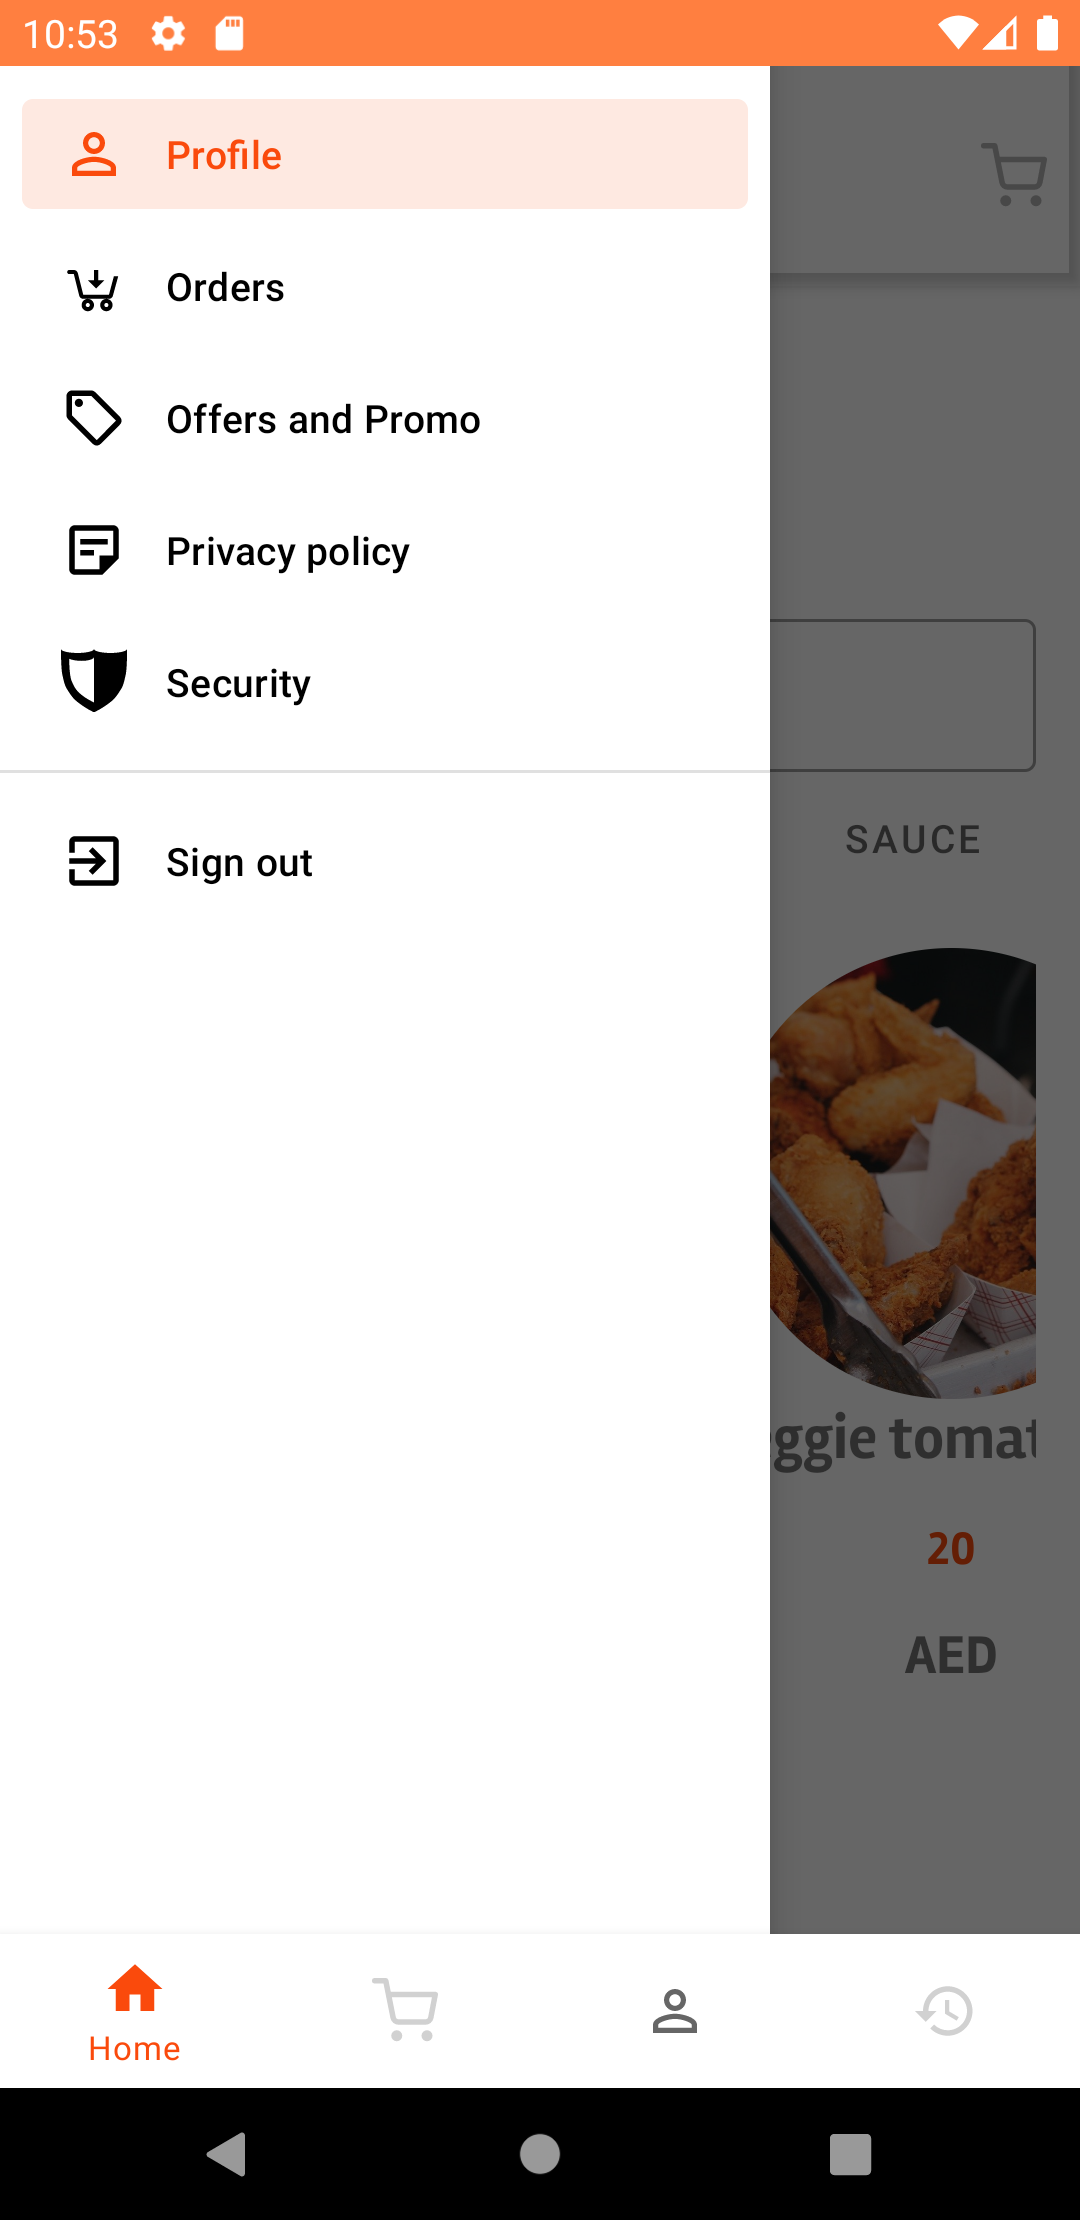 10:53
Profile
Orders
Offers and Promo
Privacy policy
Security
Sign out
SAUCE
ggie tomat
20
AED
Home